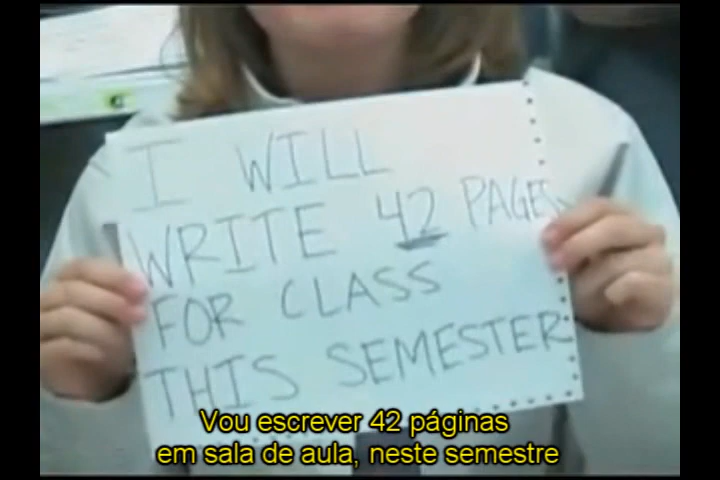 I WILL
WRITE 42 PAGES
FOR CLASS
THIS SEMESTER
Vou escrever 42 páginas
em sala de aula, neste semestre